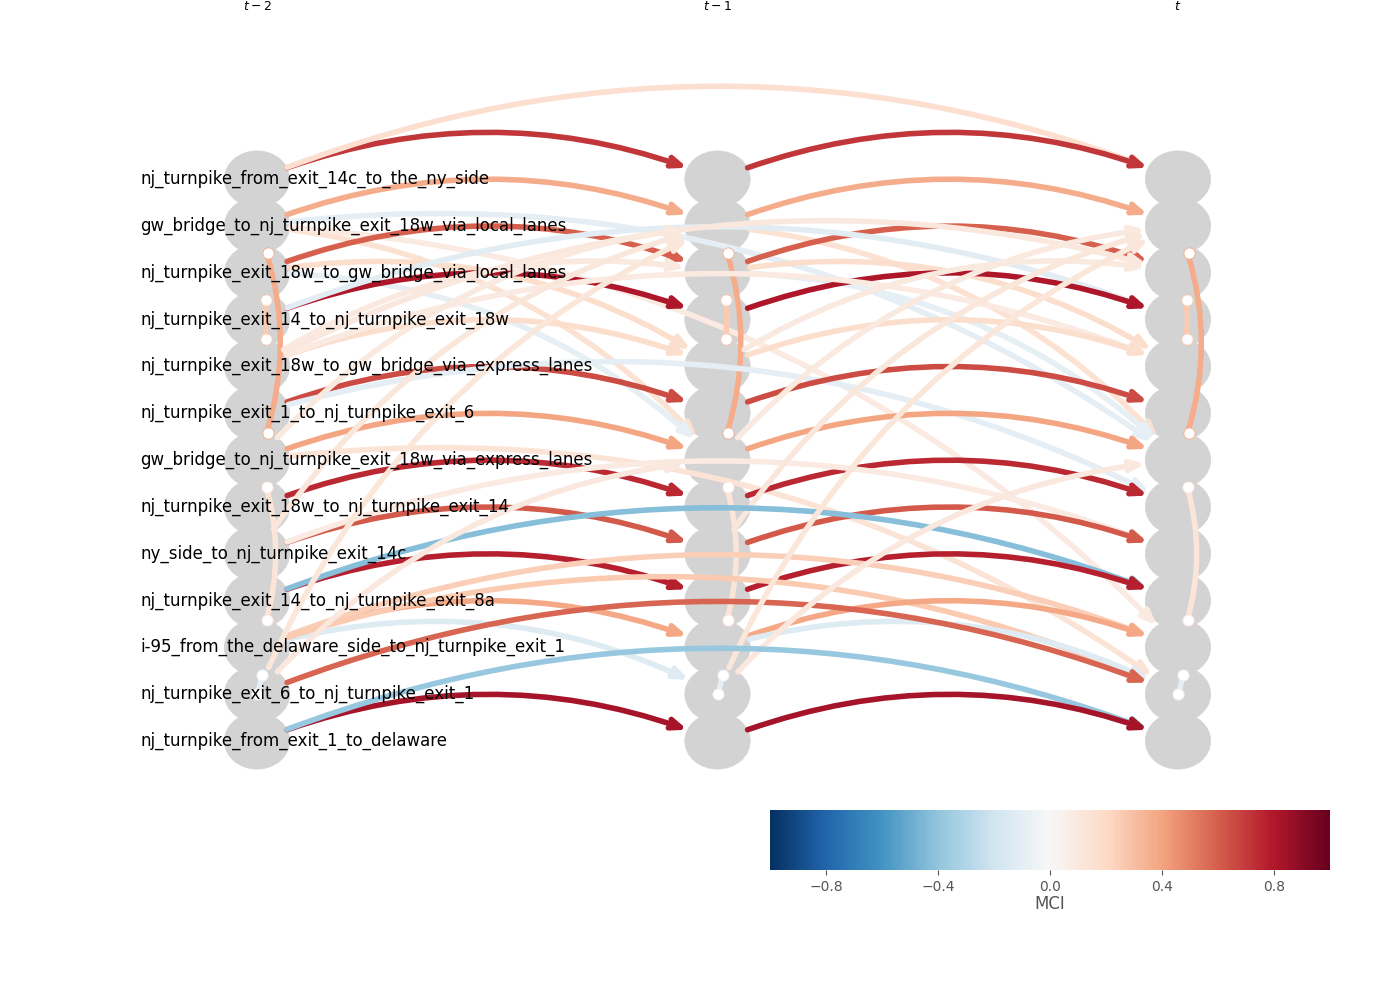 t − 2 t − 1 t
nj_turnpike_from_exit_14c_to_the_ny_side
gw_bridge_to_nj_turnpike_exit_18w_via_local_lanes
nj_turnpike_exit_18w_to_gw_bridge_via_local_lanes
nj_turnpike_exit_14_to_nj_turnpike_exit_18w
nj_turnpike_exit_18w_to_gw_bridge_via_express_lanes
nj_turnpike_exit_1_to_nj_turnpike_exit_6
gw_bridge_to_nj_turnpike_exit_18w_via_express_lanes
nj_turnpike_exit_18w_to_nj_turnpike_exit_14
ny_side_to_nj_turnpike_exit_14c
nj_turnpike_exit_14_to_nj_turnpike_exit_8a
i-95_from_the_delaware_side_to_nj_turnpike_exit_1
nj_turnpike_exit_6_to_nj_turnpike_exit_1
nj_turnpike_from_exit_1_to_delaware
−0.8 −0.4 0.0 0.4 0.8
MCI